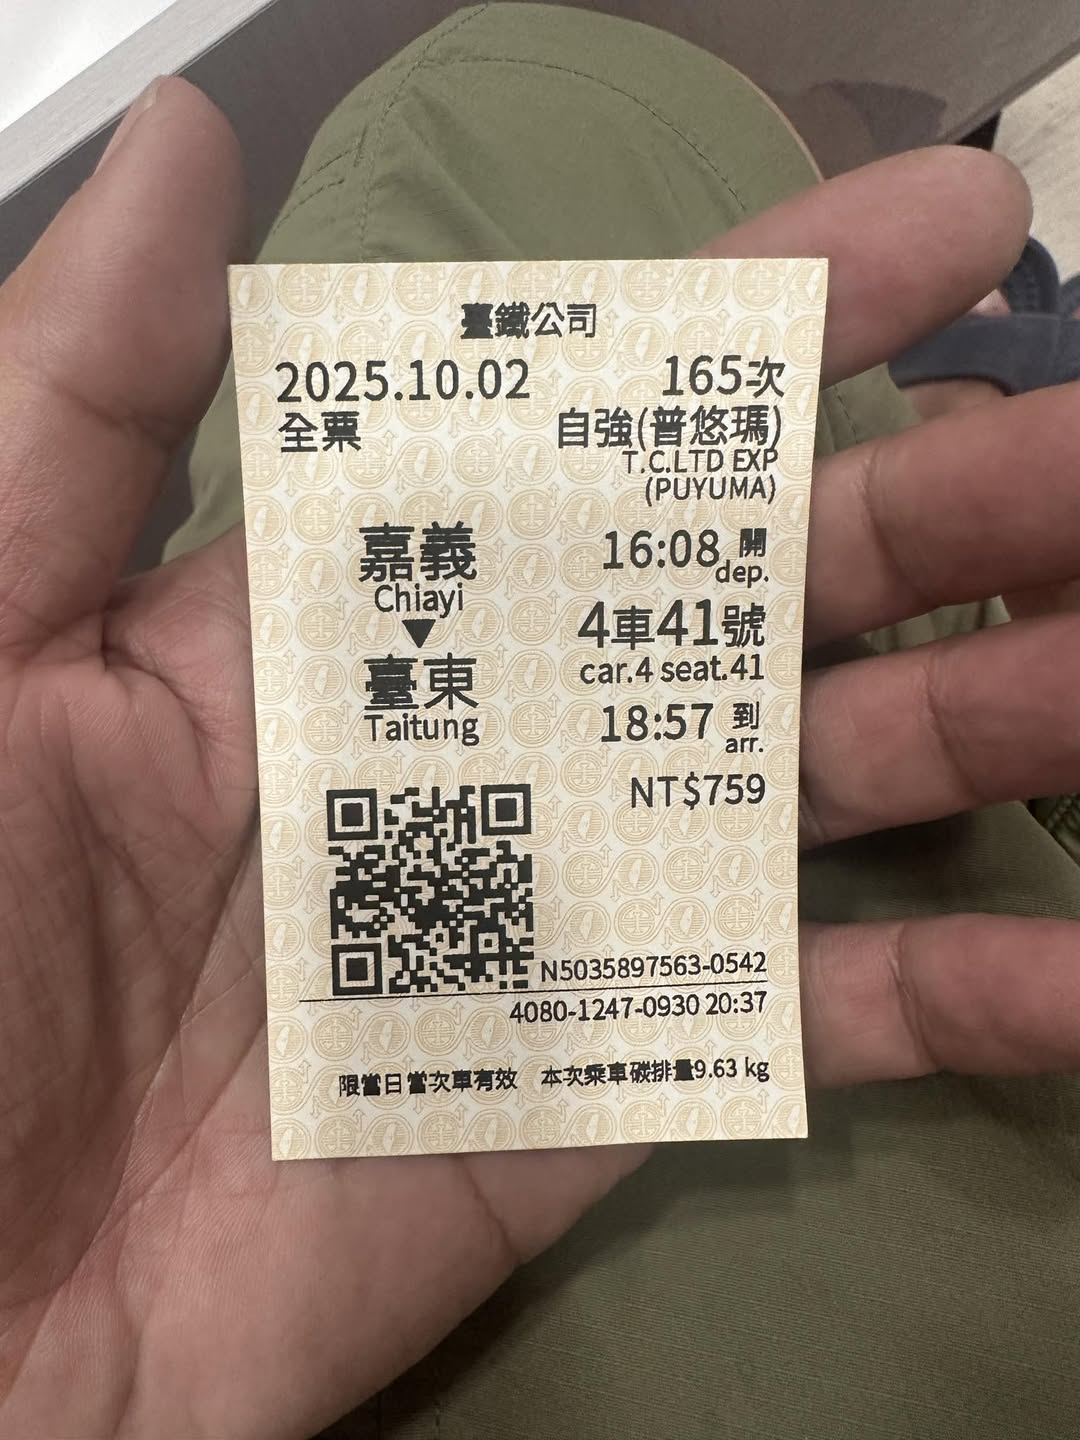 臺鐵公司
2025.10.02 165次
全票 自強(普悠瑪)
T.C.LTD EXP
(PUYUMA)
嘉義 16:08 開
Chiayi dep.
▼ 4車41號
臺東 car.4 seat.41
Taitung 18:57 到
arr.
NT$759
N5035897563-0542
4080-1247-0930 20:37
限當日當次車有效 本次乘車碳排量9.63 kg